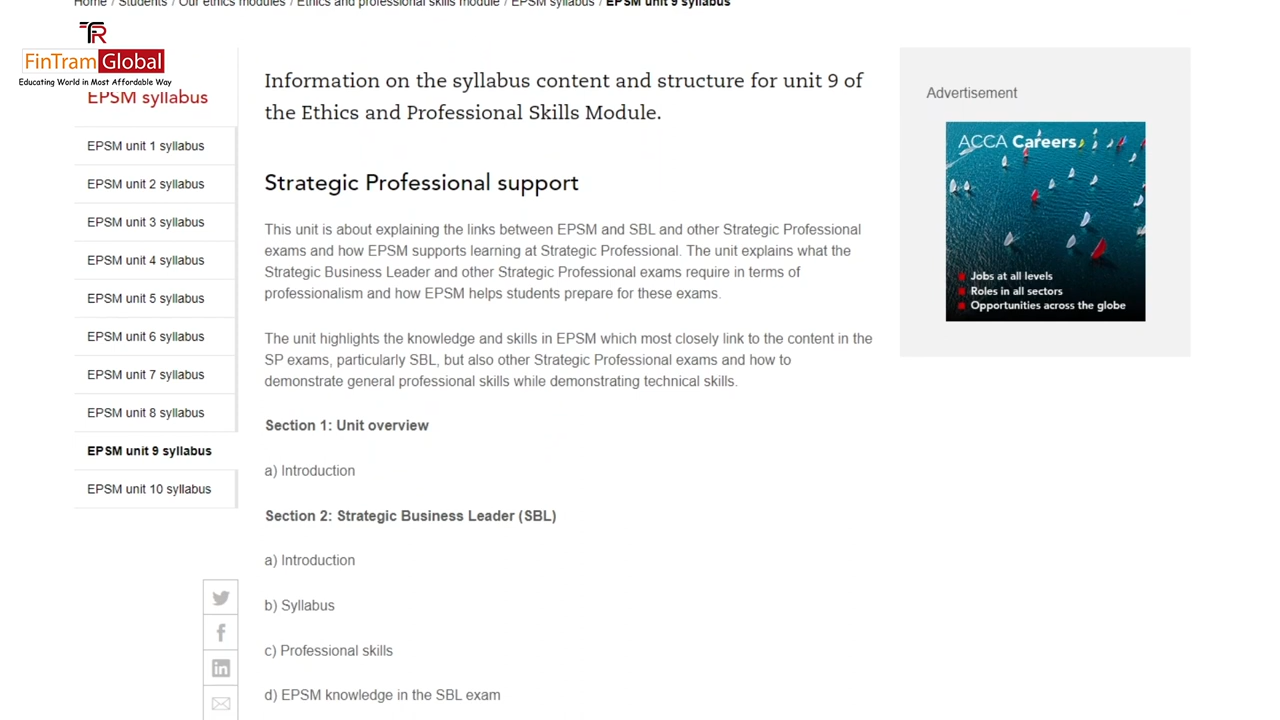 Home / Students / Our ethics modules / Ethics and professional skills module / EPSM syllabus / EPSM unit 9 syllabus
FR
FinTram Global
Educating World in Most Affordable Way
EPSM syllabus
EPSM unit 1 syllabus
EPSM unit 2 syllabus
EPSM unit 3 syllabus
EPSM unit 4 syllabus
EPSM unit 5 syllabus
EPSM unit 6 syllabus
EPSM unit 7 syllabus
EPSM unit 8 syllabus
EPSM unit 9 syllabus
EPSM unit 10 syllabus
Information on the syllabus content and structure for unit 9 of
the Ethics and Professional Skills Module.
Strategic Professional support
This unit is about explaining the links between EPSM and SBL and other Strategic Professional
exams and how EPSM supports learning at Strategic Professional. The unit explains what the
Strategic Business Leader and other Strategic Professional exams require in terms of
professionalism and how EPSM helps students prepare for these exams.
The unit highlights the knowledge and skills in EPSM which most closely link to the content in the
SP exams, particularly SBL, but also other Strategic Professional exams and how to
demonstrate general professional skills while demonstrating technical skills.
Section 1: Unit overview
a) Introduction
Section 2: Strategic Business Leader (SBL)
a) Introduction
b) Syllabus
c) Professional skills
d) EPSM knowledge in the SBL exam
Advertisement
ACCA Careers
Jobs at all levels
Roles in all sectors
Opportunities across the globe